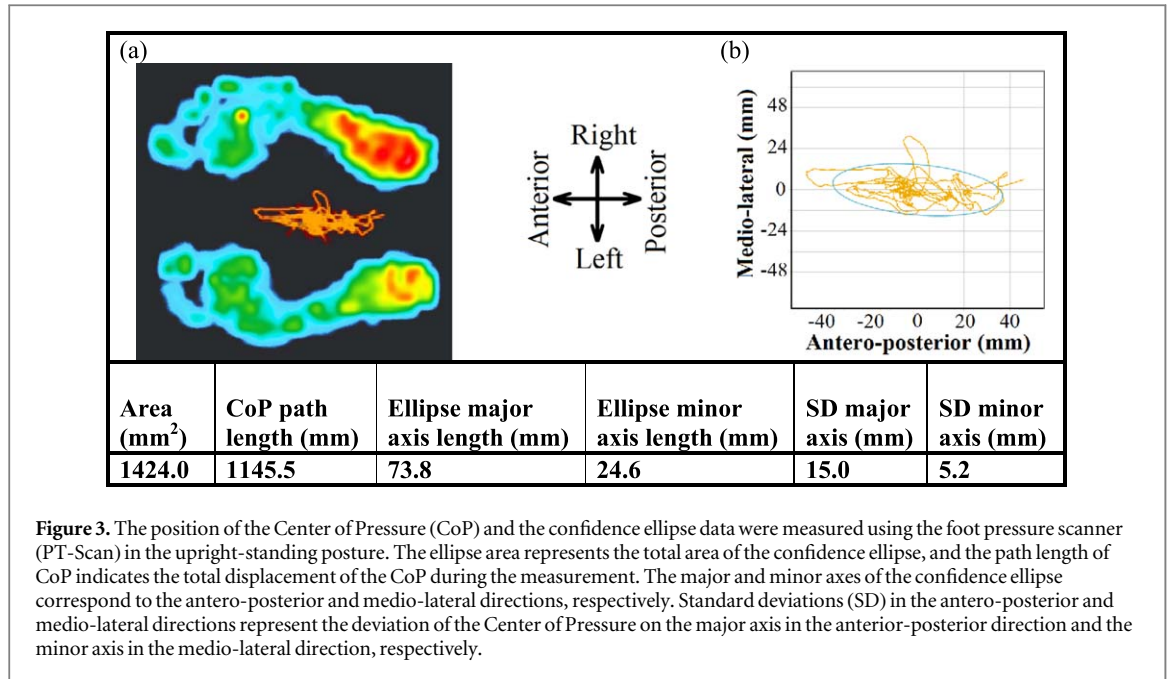 (a)
Right
Anterior
Posterior
Left
(b)
Medio-lateral (mm)
48
24
0
-24
-48
-40 -20 0 20 40
Antero-posterior (mm)
Area (mm²) | CoP path length (mm) | Ellipse major axis length (mm) | Ellipse minor axis length (mm) | SD major axis (mm) | SD minor axis (mm)
1424.0 | 1145.5 | 73.8 | 24.6 | 15.0 | 5.2
Figure 3. The position of the Center of Pressure (CoP) and the confidence ellipse data were measured using the foot pressure scanner
(PT-Scan) in the upright-standing posture. The ellipse area represents the total area of the confidence ellipse, and the path length of
CoP indicates the total displacement of the CoP during the measurement. The major and minor axes of the confidence ellipse
correspond to the antero-posterior and medio-lateral directions, respectively. Standard deviations (SD) in the antero-posterior and
medio-lateral directions represent the deviation of the Center of Pressure on the major axis in the anterior-posterior direction and the
minor axis in the medio-lateral direction, respectively.